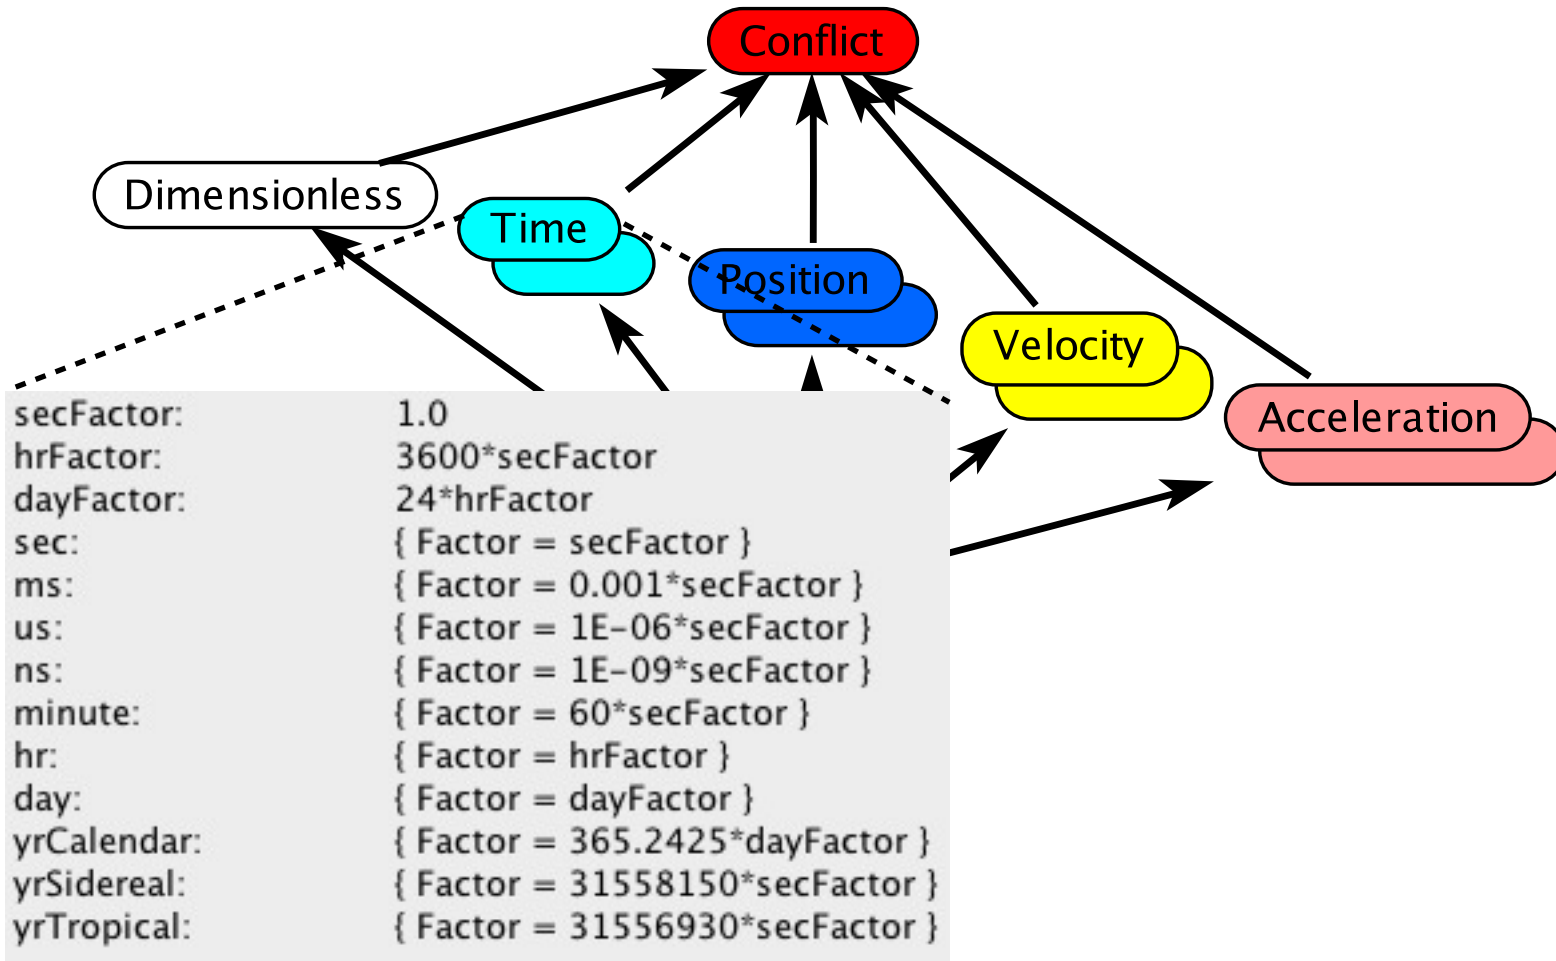 Conflict
Dimensionless
Time
Position
Velocity
Acceleration
secFactor: 1.0
hrFactor: 3600*secFactor
dayFactor: 24*hrFactor
sec: { Factor = secFactor }
ms: { Factor = 0.001*secFactor }
us: { Factor = 1E-06*secFactor }
ns: { Factor = 1E-09*secFactor }
minute: { Factor = 60*secFactor }
hr: { Factor = hrFactor }
day: { Factor = dayFactor }
yrCalendar: { Factor = 365.2425*dayFactor }
yrSidereal: { Factor = 31558150*secFactor }
yrTropical: { Factor = 31556930*secFactor }